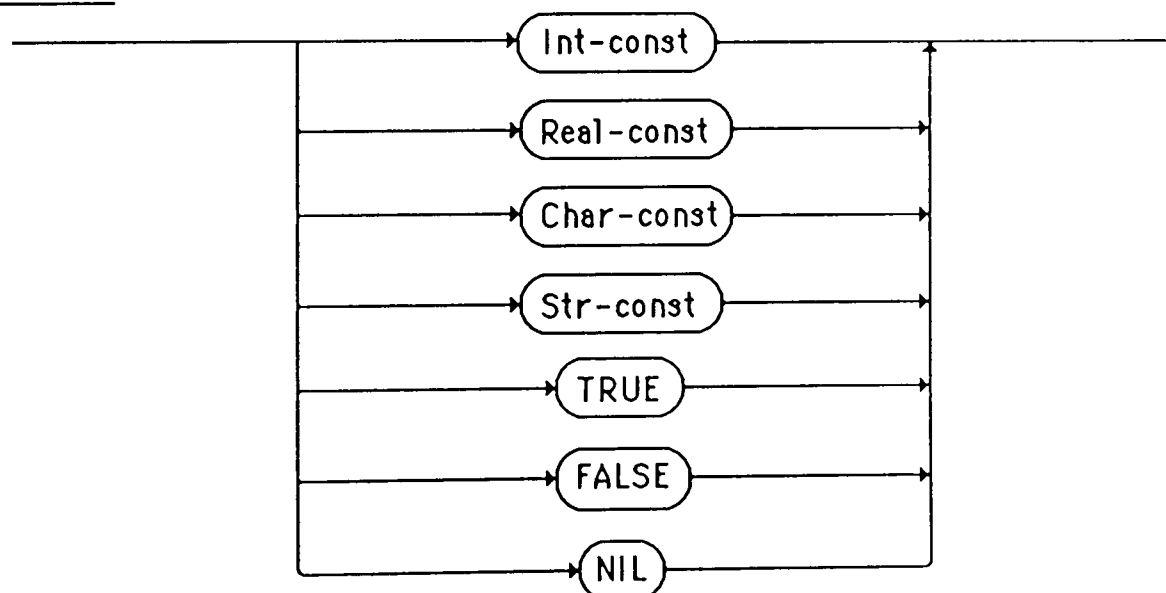 Int-const
Real-const
Char-const
Str-const
TRUE
FALSE
NIL